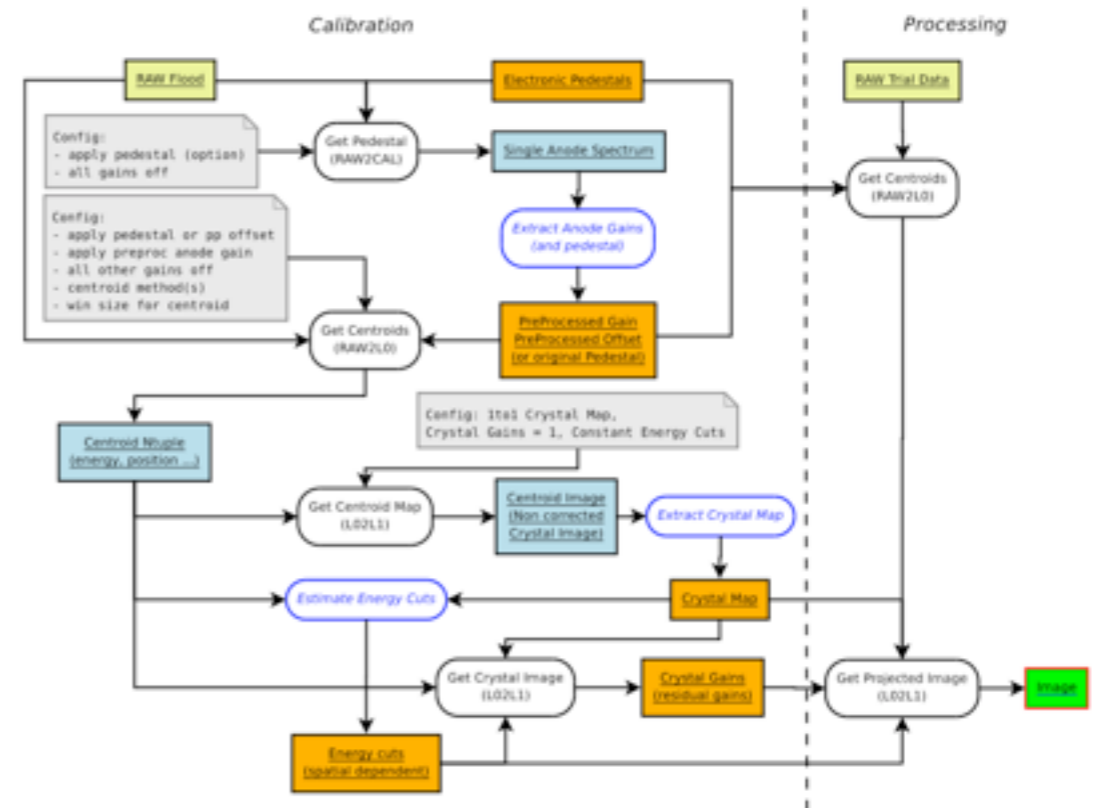 Calibration
Processing
RAW Flood
Electronic Pedestals
RAW Trial Data
Config:
- apply pedestal (option)
- all gains off
Get Pedestal
(RAW2CAL)
Single Anode Spectrum
Get Centroids
(RAW2L0)
Config:
- apply pedestal or pp offset
- apply preproc anode gain
- all other gains off
- centroid method(s)
- win size for centroid
Extract Anode Gains
(and pedestal)
Get Centroids
(RAW2L0)
PreProcessed Gain
PreProcessed Offset
(or original Pedestal)
Config: 1to1 Crystal Map,
Crystal Gains = 1, Constant Energy Cuts
Centroid Ntuple
(energy, position ...)
Get Centroid Map
(L02L1)
Centroid Image
(Non corrected
Crystal Image)
Extract Crystal Map
Estimate Energy Cuts
Crystal Map
Get Crystal Image
(L02L1)
Crystal Gains
(residual gains)
Get Projected Image
(L02L1)
Image
Energy cuts
(spatial dependent)